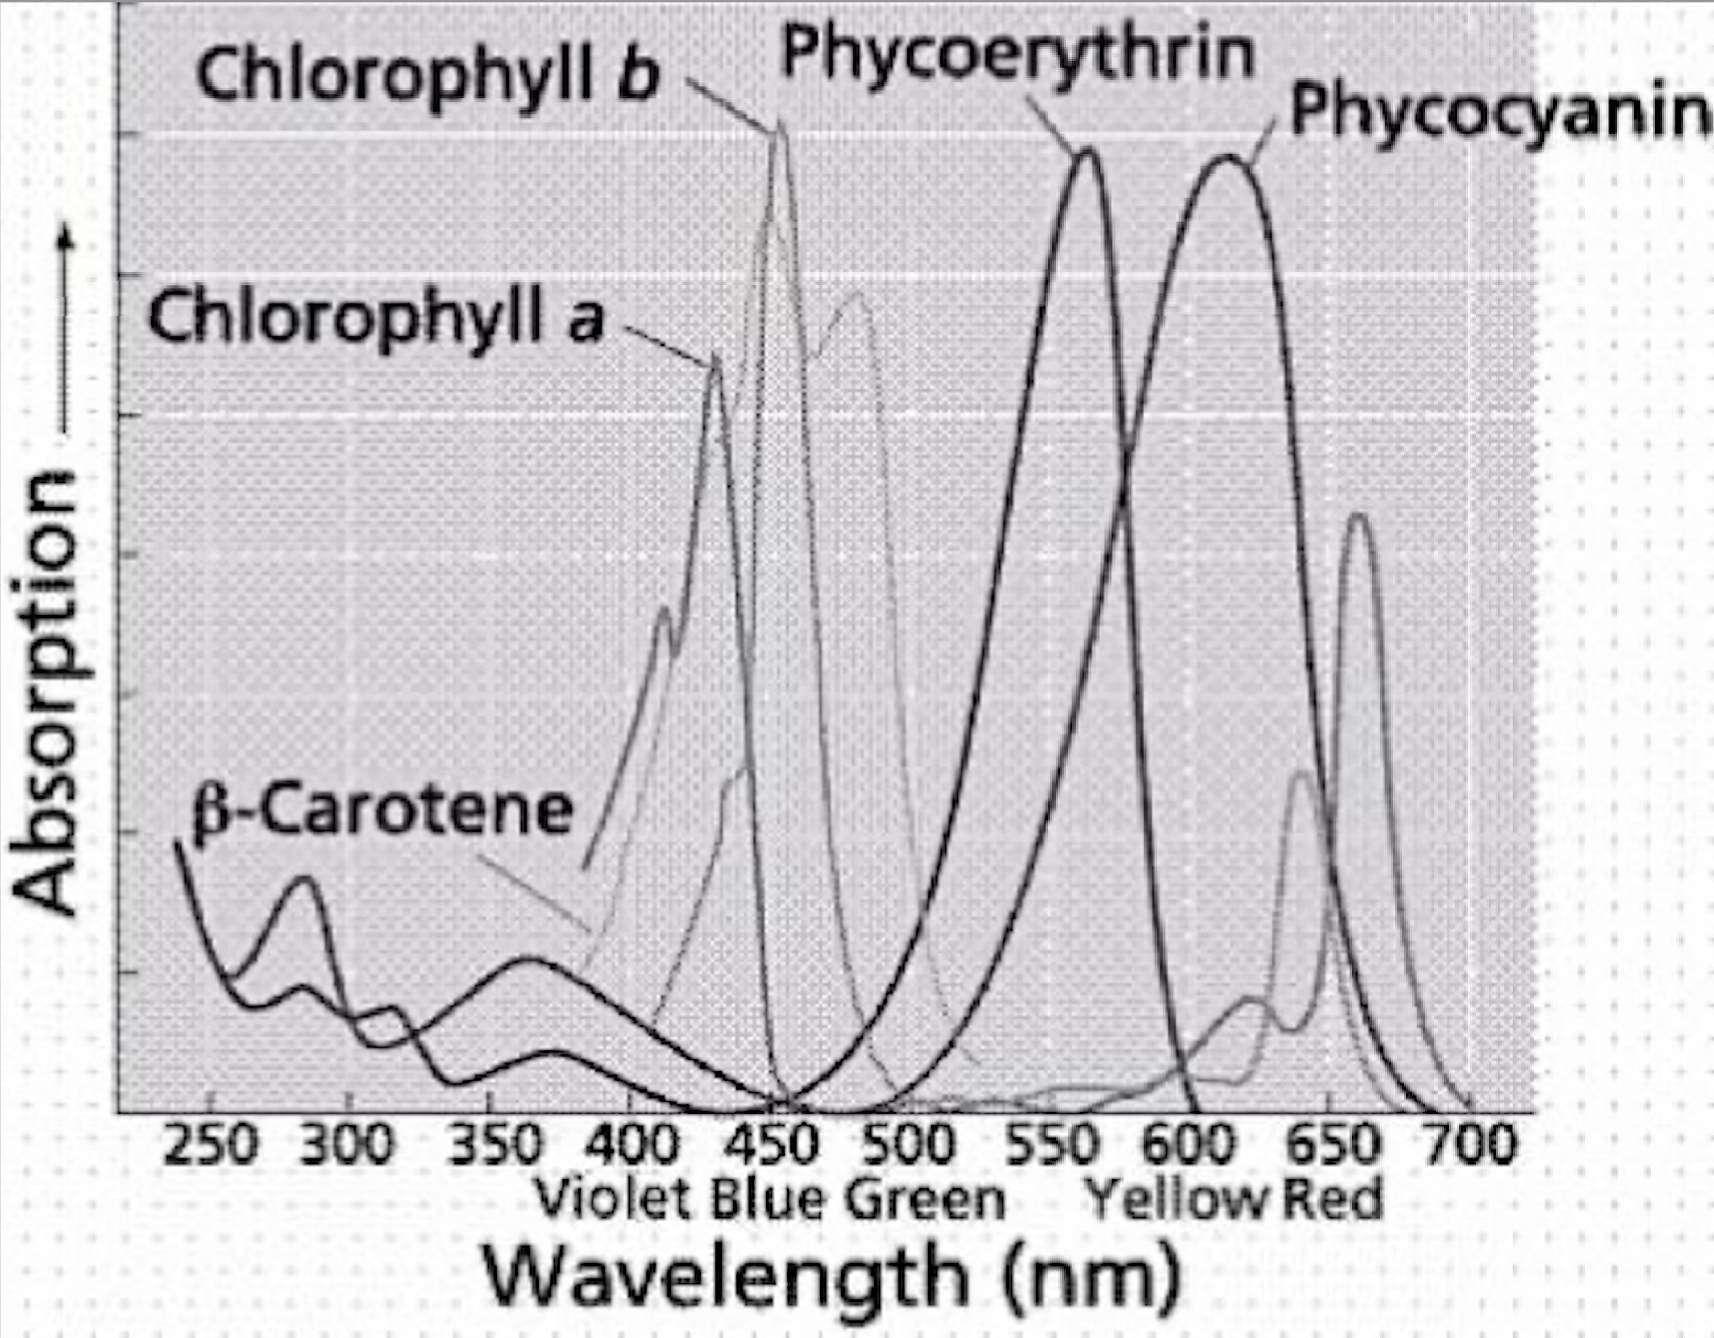 Chlorophyll b
Phycoerythrin
Phycocyanin
Chlorophyll a
β-Carotene
Absorption
250 300 350 400 450 500 550 600 650 700
Violet Blue Green Yellow Red
Wavelength (nm)